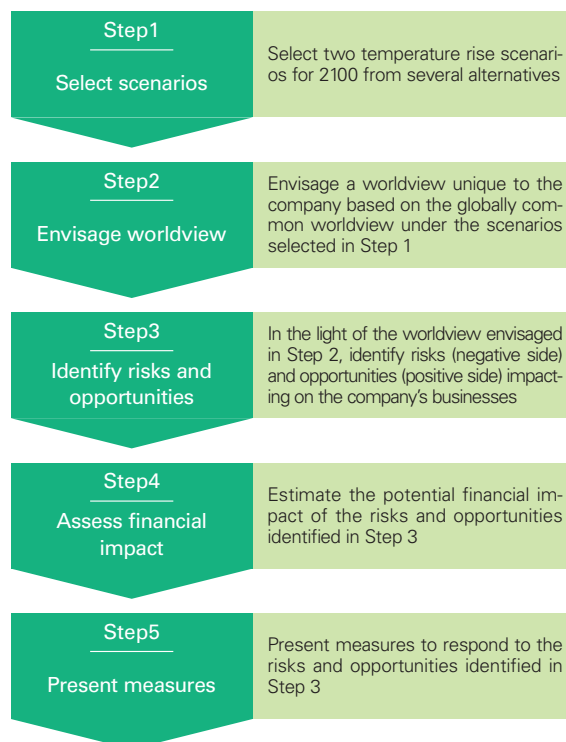 Step1
Select scenarios
Select two temperature rise scenari-
os for 2100 from several alternatives
Step2
Envisage worldview
Envisage a worldview unique to the
company based on the globally com-
mon worldview under the scenarios
selected in Step 1
Step3
Identify risks and
opportunities
In the light of the worldview envisaged
in Step 2, identify risks (negative side)
and opportunities (positive side) impact-
ing on the company’s businesses
Step4
Assess financial
impact
Estimate the potential financial im-
pact of the risks and opportunities
identified in Step 3
Step5
Present measures
Present measures to respond to the
risks and opportunities identified in
Step 3